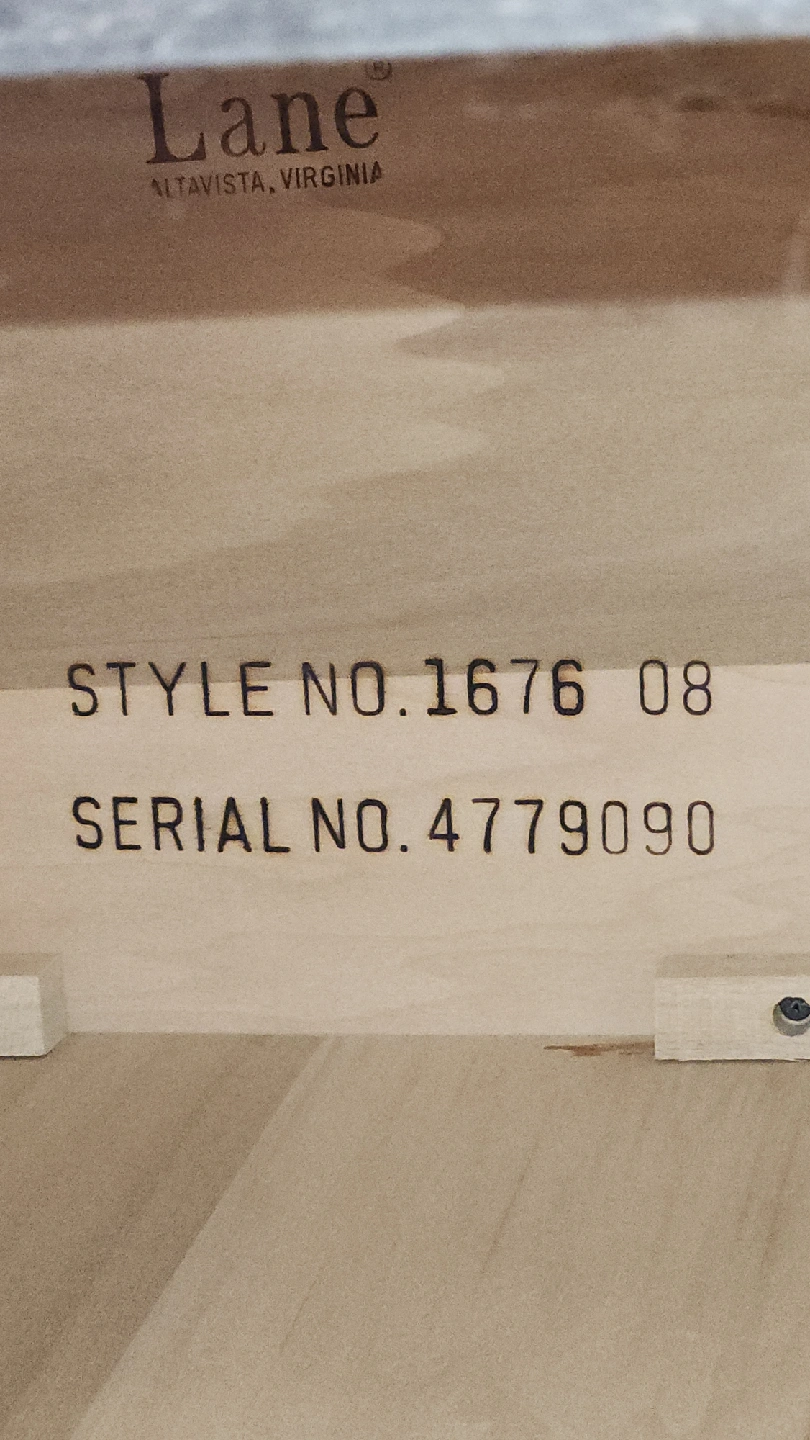 Lane®
ALTAVISTA, VIRGINIA
STYLE NO. 1676 08
SERIAL NO. 4779090